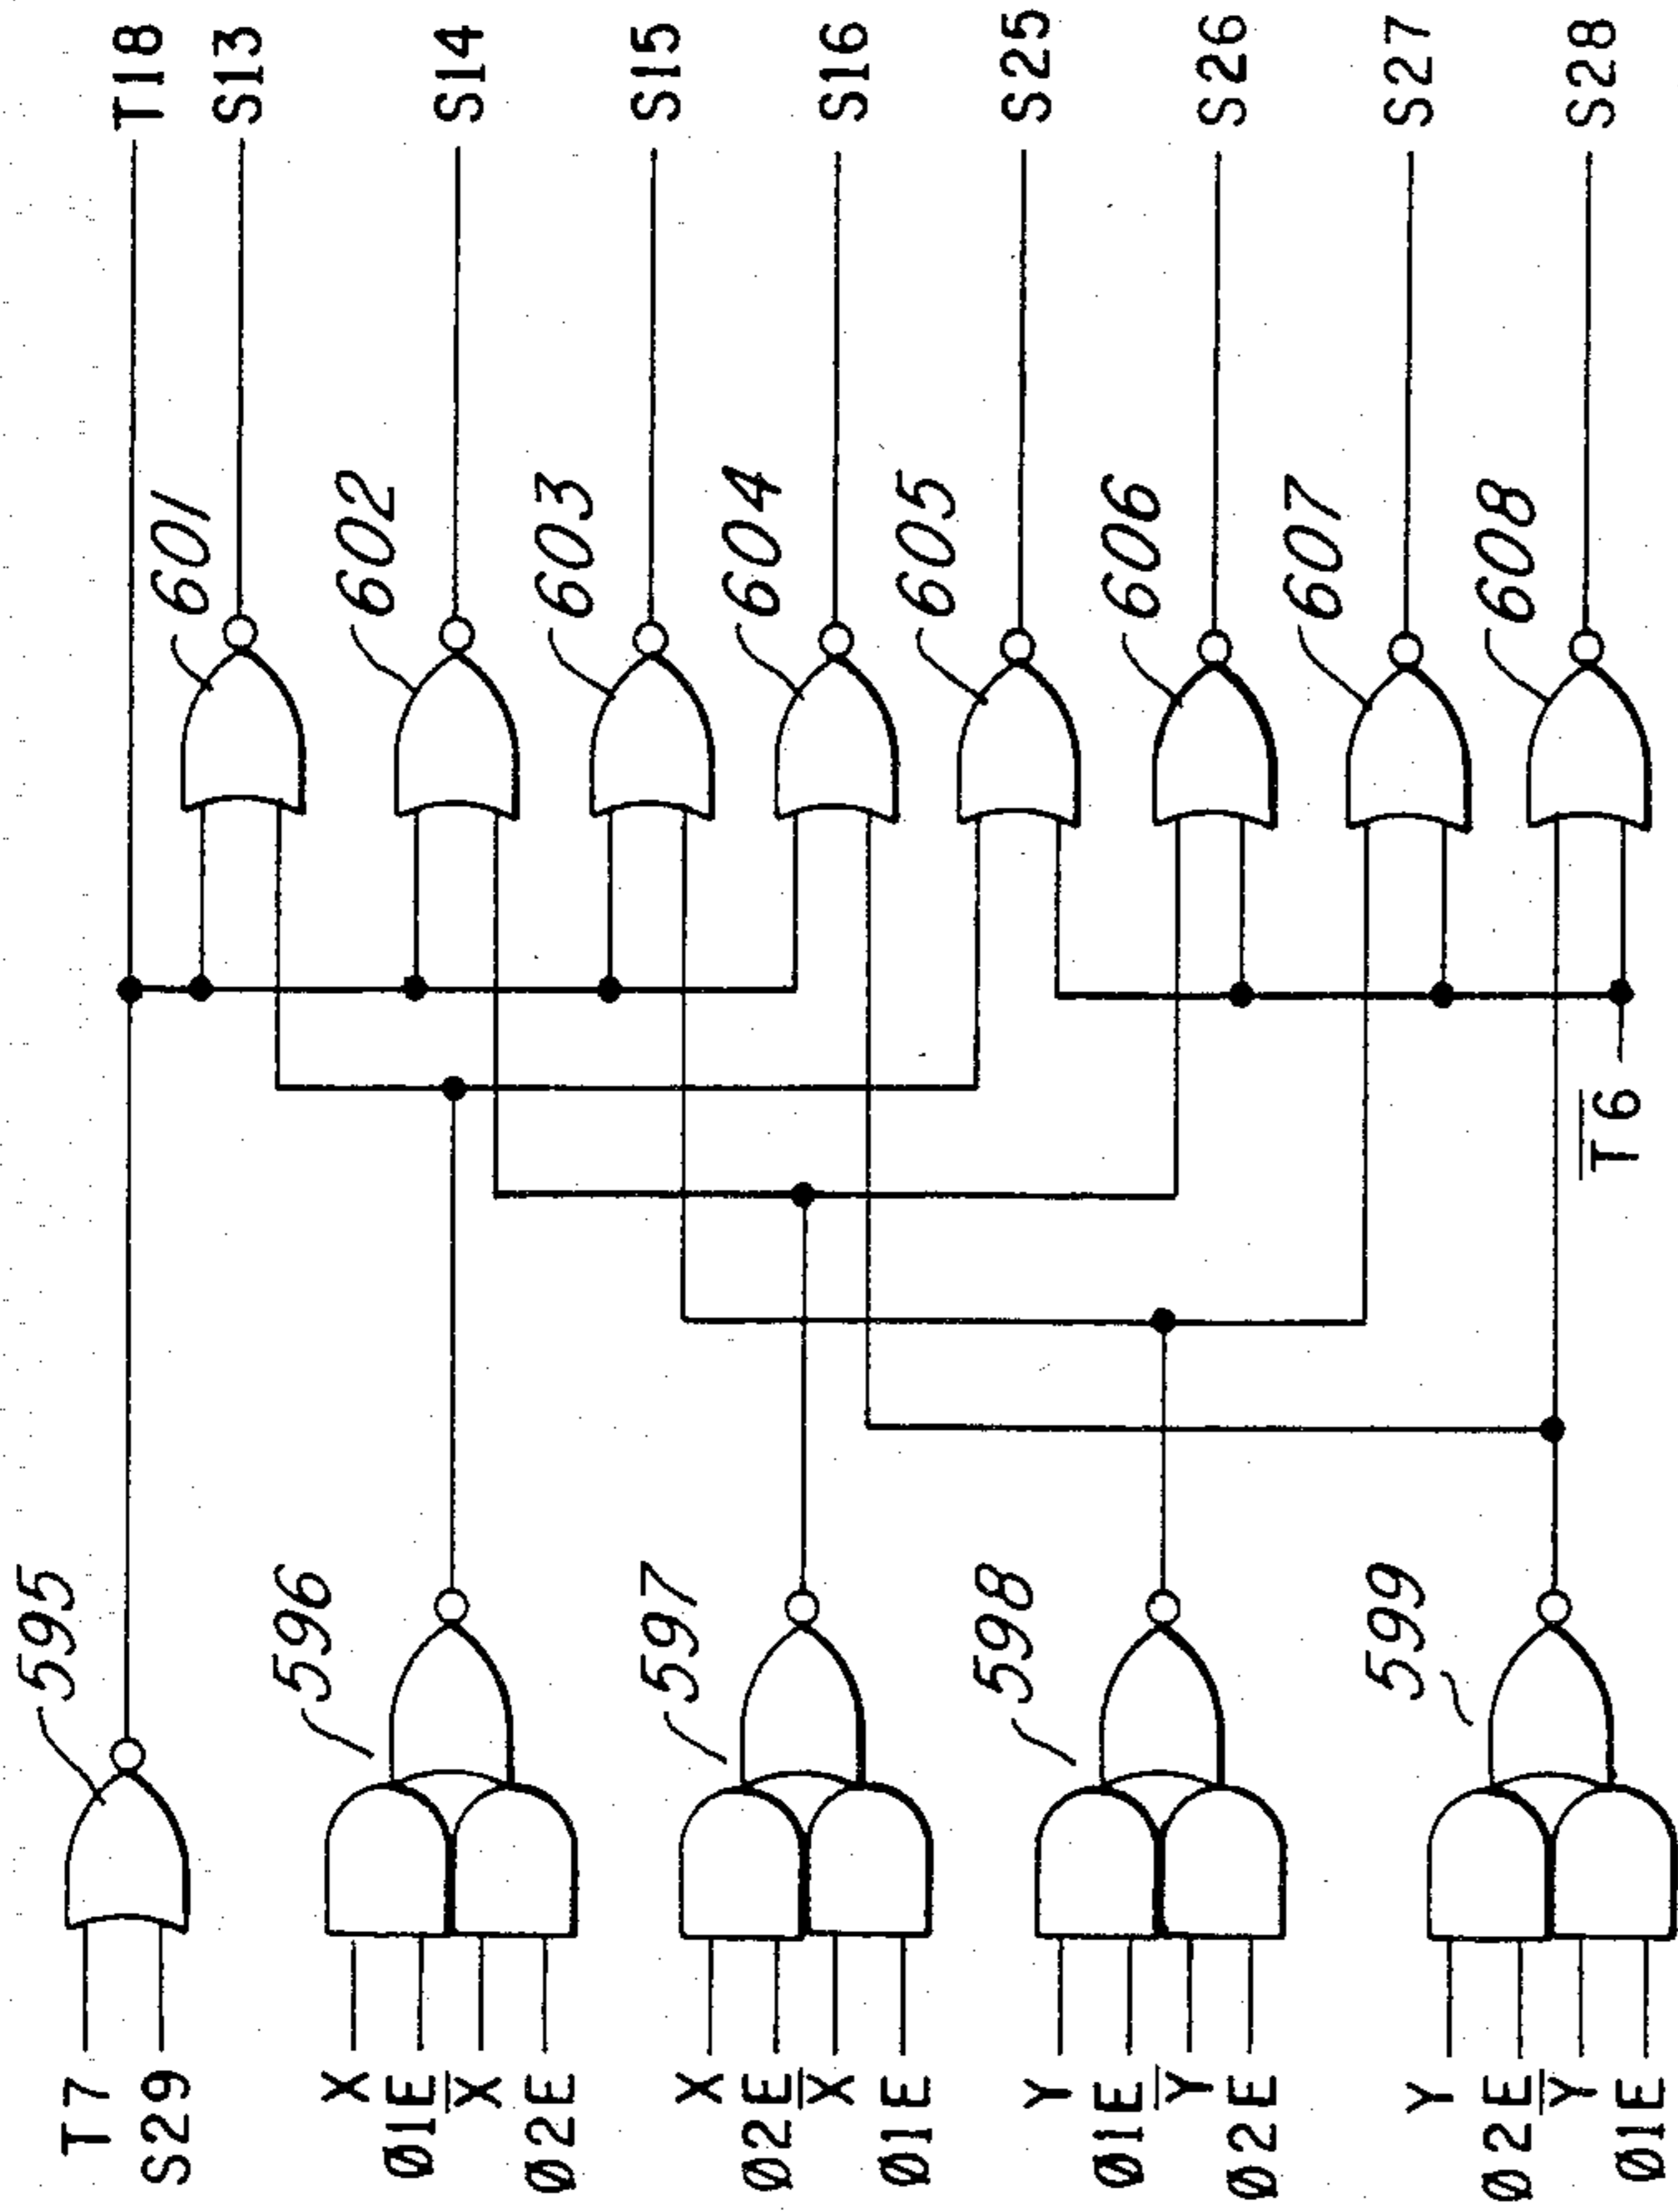 T7
S29
X
Ø1E
X̅
Ø2E
X
Ø2E
X̅
Ø1E
Y
Ø1E
Y̅
Ø2E
Y
Ø2E
Y̅
Ø1E
595
596
597
598
599
T̅6̅
601
602
603
604
605
606
607
608
T18
S13
S14
S15
S16
S25
S26
S27
S28